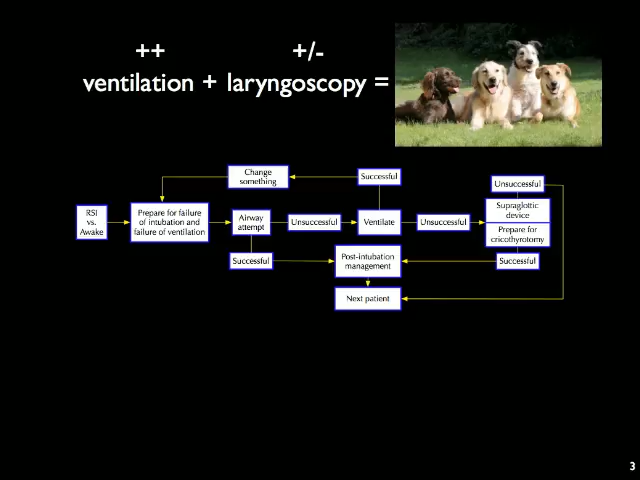 ++ +/-
ventilation + laryngoscopy =
Change
something
Successful
Unsuccessful
RSI
vs.
Awake
Prepare for failure
of intubation and
failure of ventilation
Airway
attempt
Unsuccessful
Ventilate
Unsuccessful
Supraglottic
device
Prepare for
cricothyrotomy
Successful
Post-intubation
management
Successful
Next patient
3